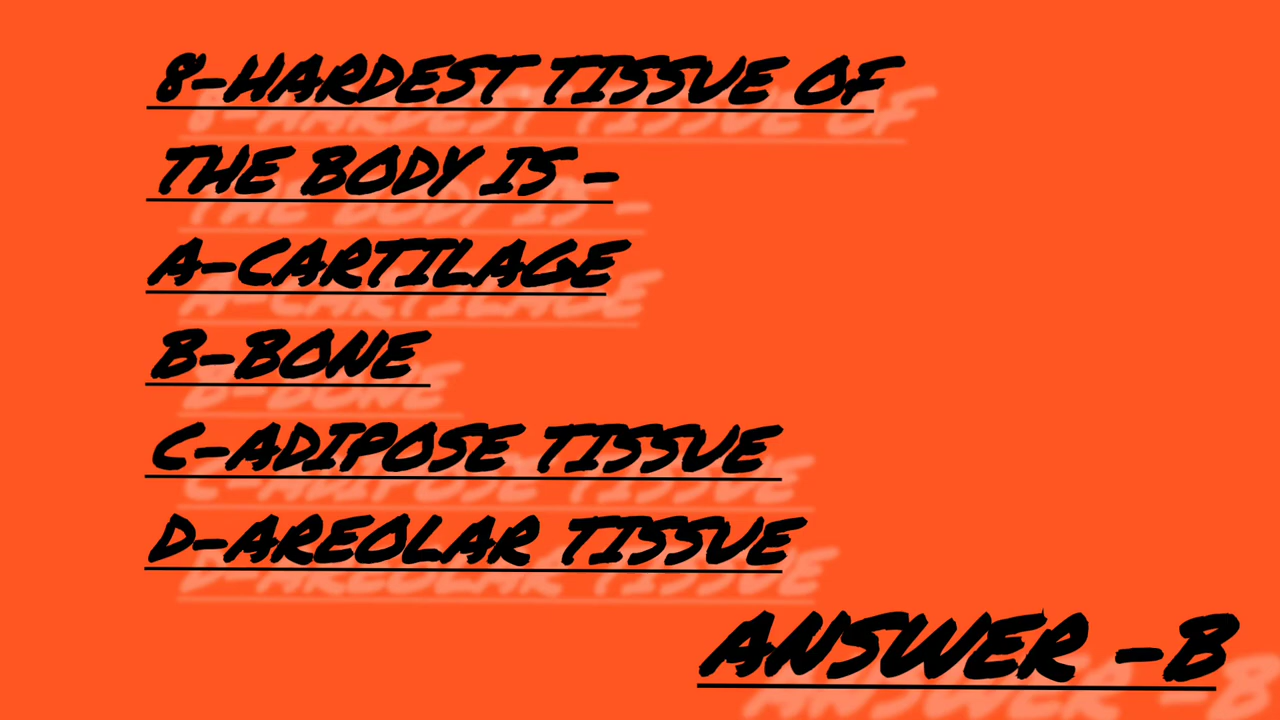 8-HARDEST TISSUE OF
THE BODY IS -
A-CARTILAGE
B-BONE
C-ADIPOSE TISSUE
D-AREOLAR TISSUE
ANSWER -B